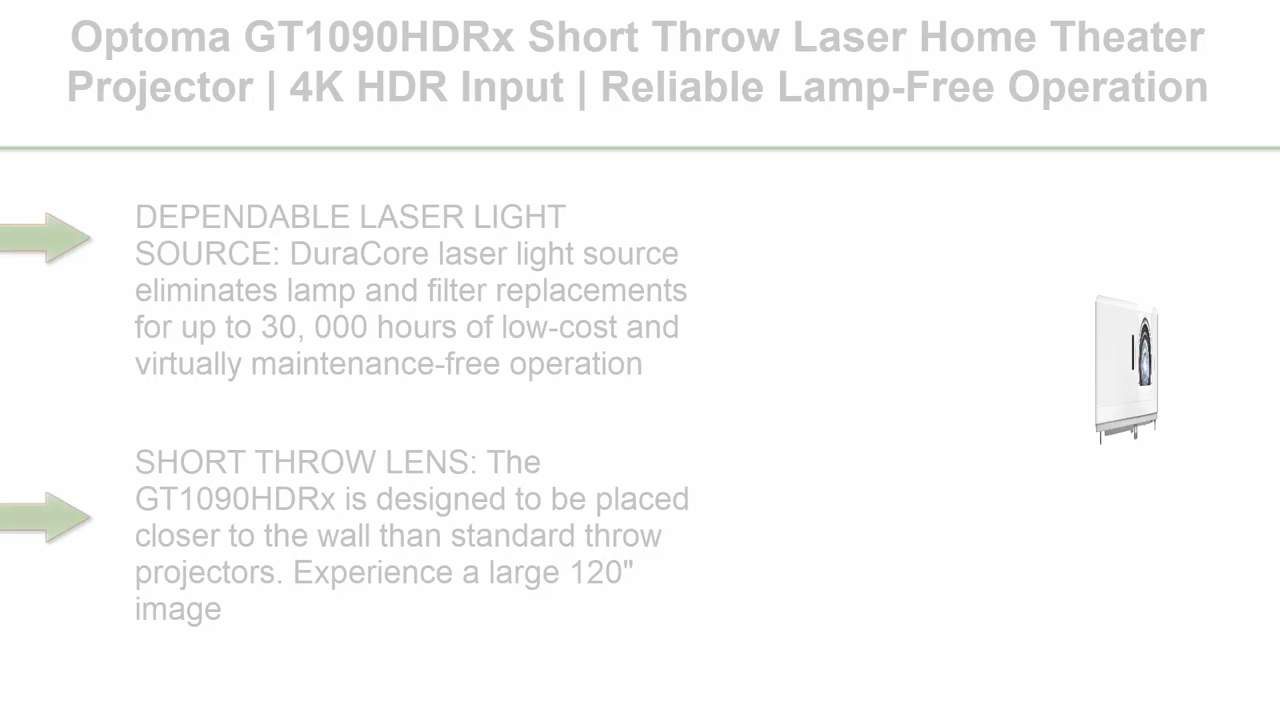 Optoma GT1090HDRx Short Throw Laser Home Theater
Projector | 4K HDR Input | Reliable Lamp-Free Operation
DEPENDABLE LASER LIGHT
SOURCE: DuraCore laser light source
eliminates lamp and filter replacements
for up to 30, 000 hours of low-cost and
virtually maintenance-free operation
SHORT THROW LENS: The
GT1090HDRx is designed to be placed
closer to the wall than standard throw
projectors. Experience a large 120"
image